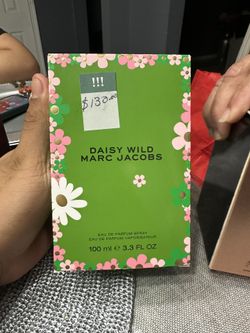 !!!
$130.00
DAISY WILD
MARC JACOBS
EAU DE PARFUM SPRAY
EAU DE PARFUM VAPORISATEUR
100 ml e 3.3 FL OZ